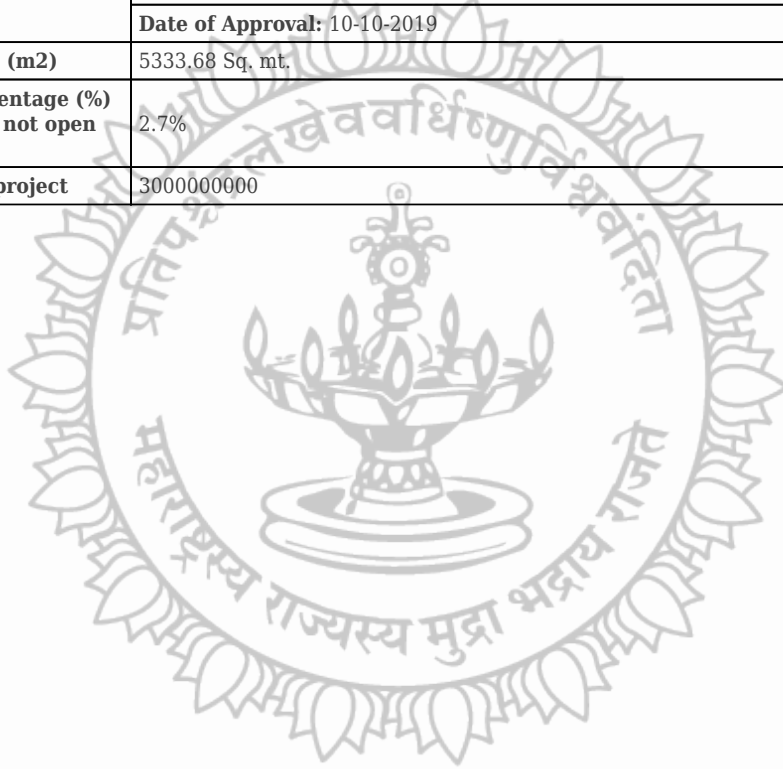 Date of Approval: 10-10-2019
(m2)
5333.68 Sq. mt.
entage (%)
not open
2.7%
project
3000000000
प्रतिपच्चंद्रलेखेववर्धिष्णुर्विश्ववंदिता
महाराष्ट्रस्य राज्यस्य मुद्रा भद्राय राजते